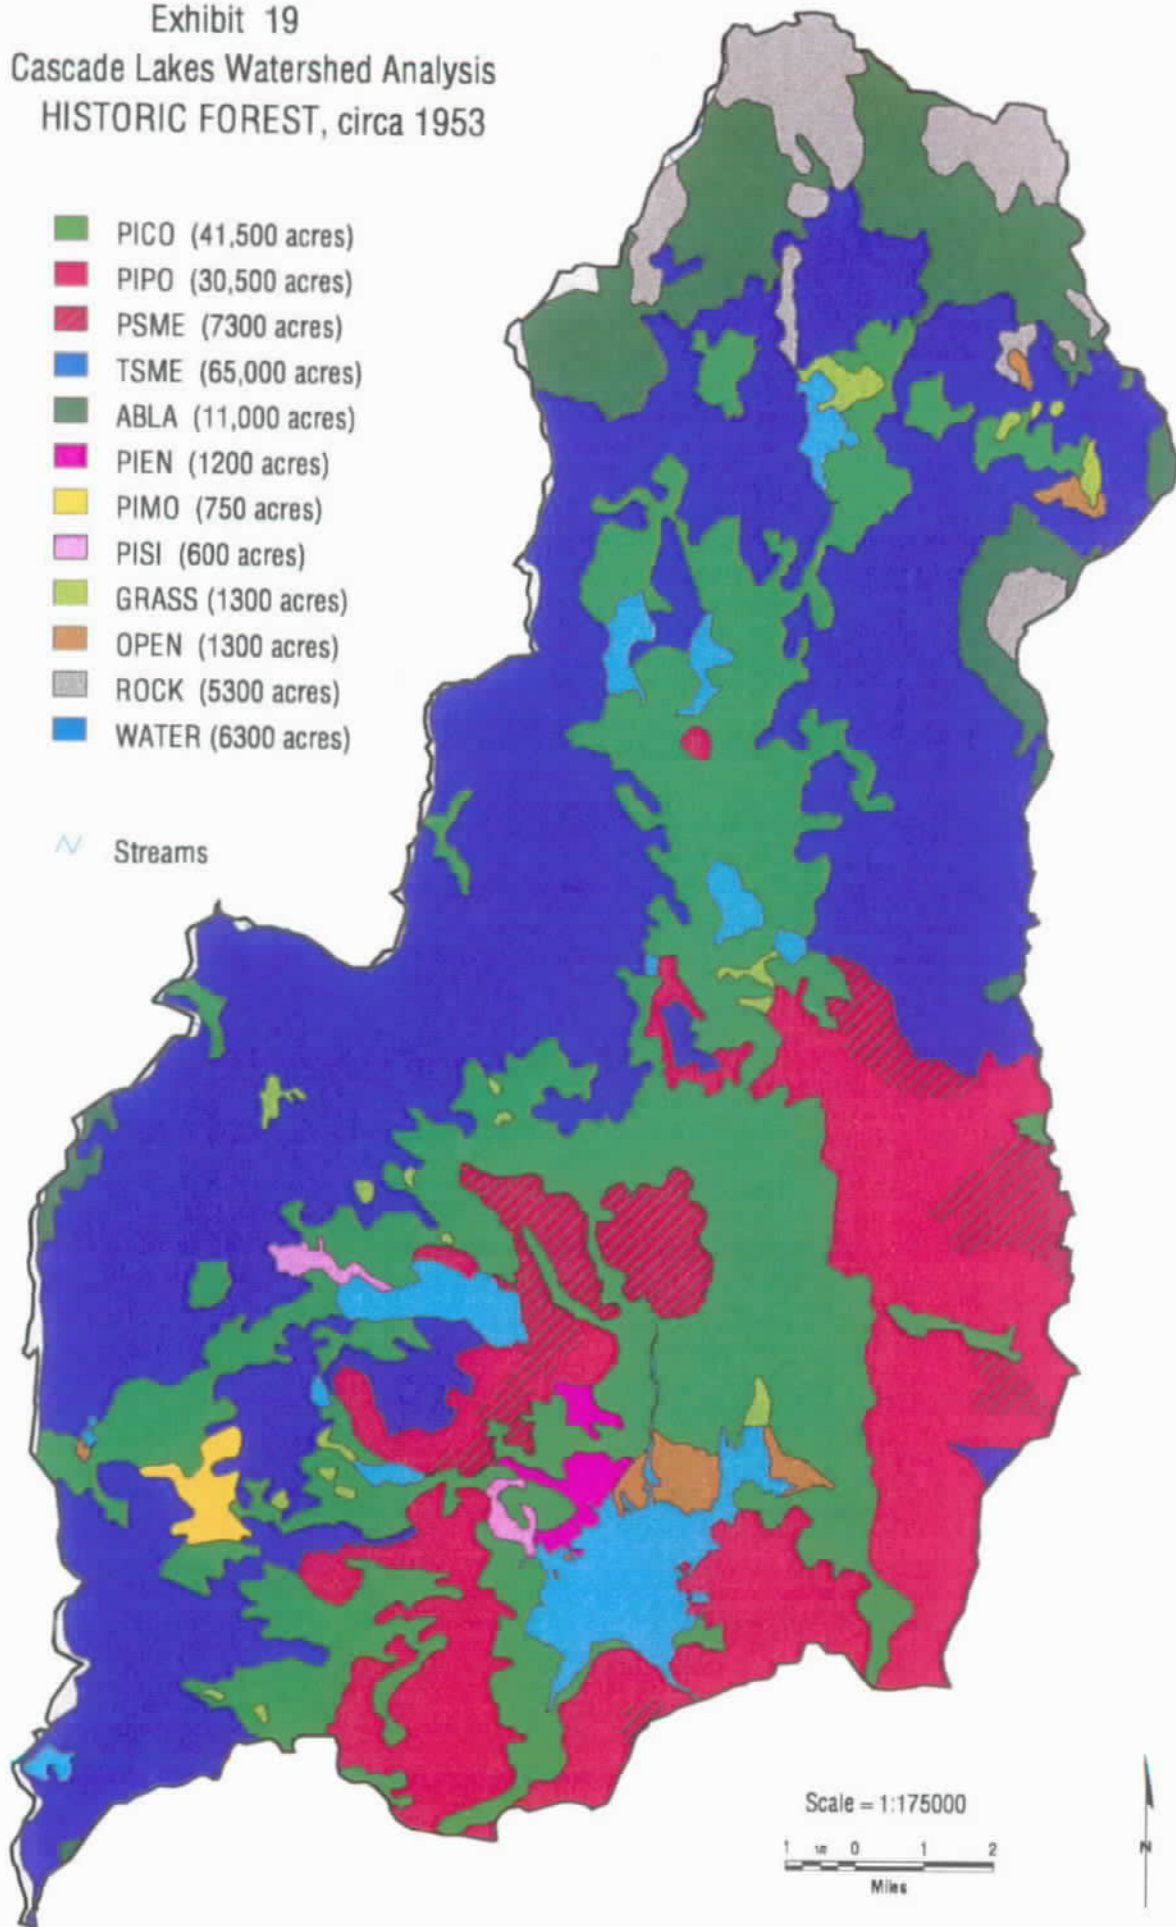 Exhibit 19
Cascade Lakes Watershed Analysis
HISTORIC FOREST, circa 1953
PICO (41,500 acres)
PIPO (30,500 acres)
PSME (7300 acres)
TSME (65,000 acres)
ABLA (11,000 acres)
PIEN (1200 acres)
PIMO (750 acres)
PISI (600 acres)
GRASS (1300 acres)
OPEN (1300 acres)
ROCK (5300 acres)
WATER (6300 acres)
Streams
Scale = 1:175000
1 1/2 0 1 2
Miles
N